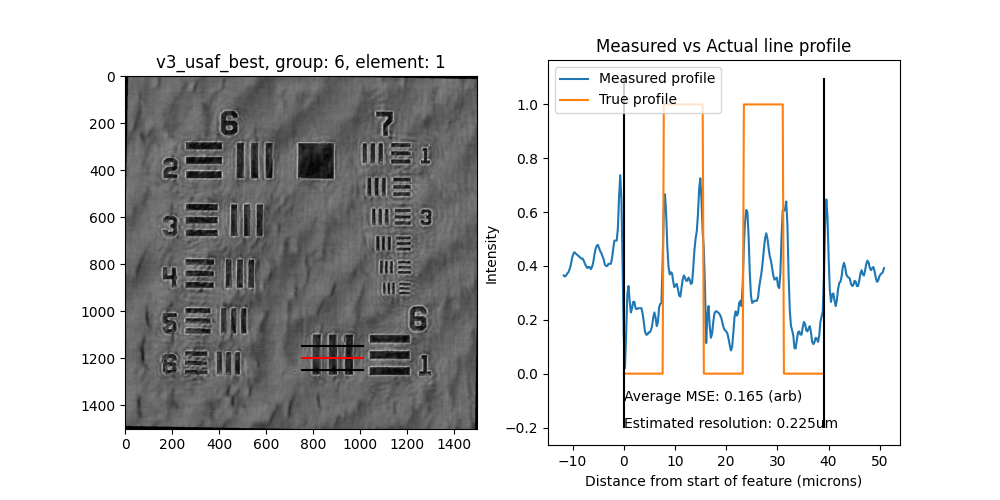 v3_usaf_best, group: 6, element: 1
0
200
400
600
800
1000
1200
1400
0 200 400 600 800 1000 1200 1400
6 7
2 1
3 3
4
5 6
6 1
Measured vs Actual line profile
Measured profile
True profile
Intensity
1.0
0.8
0.6
0.4
0.2
0.0
−0.2
Average MSE: 0.165 (arb)
Estimated resolution: 0.225um
−10 0 10 20 30 40 50
Distance from start of feature (microns)